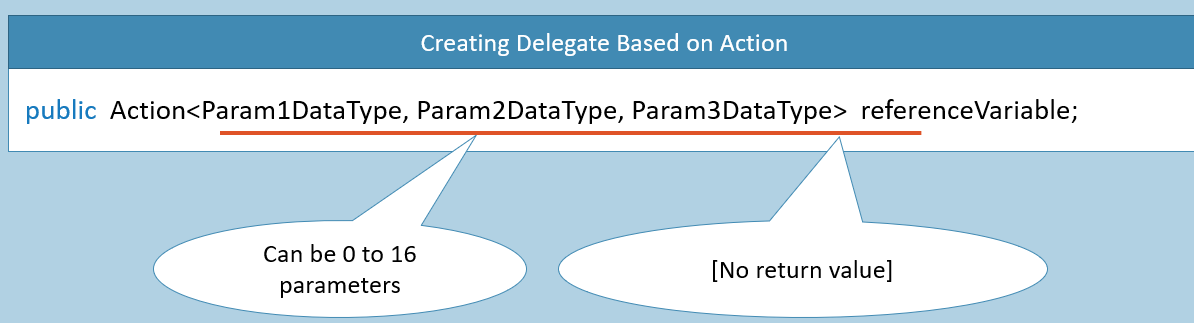 Creating Delegate Based on Action
public Action<Param1DataType, Param2DataType, Param3DataType> referenceVariable;
Can be 0 to 16
parameters
[No return value]